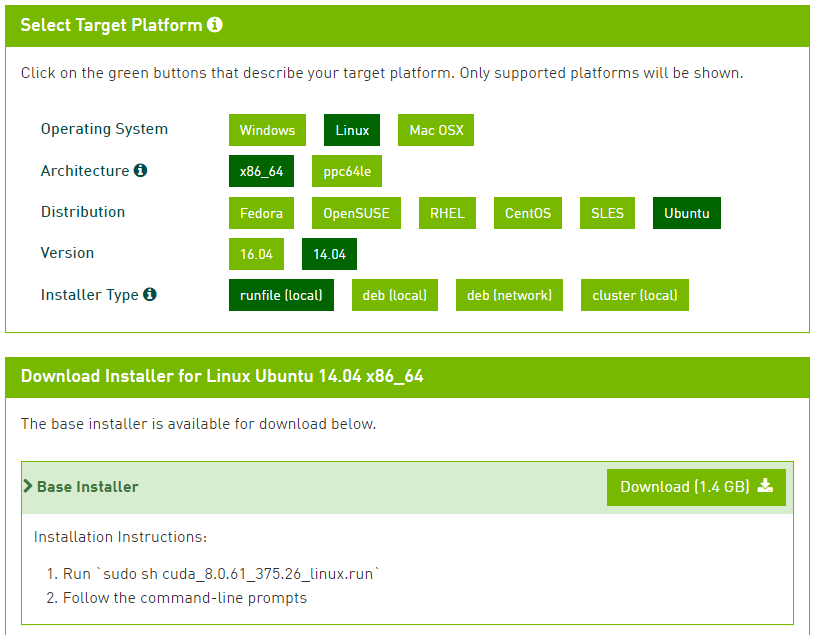 Select Target Platform
Click on the green buttons that describe your target platform. Only supported platforms will be shown.
Operating System Windows Linux Mac OSX
Architecture x86_64 ppc64le
Distribution Fedora OpenSUSE RHEL CentOS SLES Ubuntu
Version 16.04 14.04
Installer Type runfile (local) deb (local) deb (network) cluster (local)
Download Installer for Linux Ubuntu 14.04 x86_64
The base installer is available for download below.
Base Installer Download (1.4 GB)
Installation Instructions:
1. Run `sudo sh cuda_8.0.61_375.26_linux.run`
2. Follow the command-line prompts